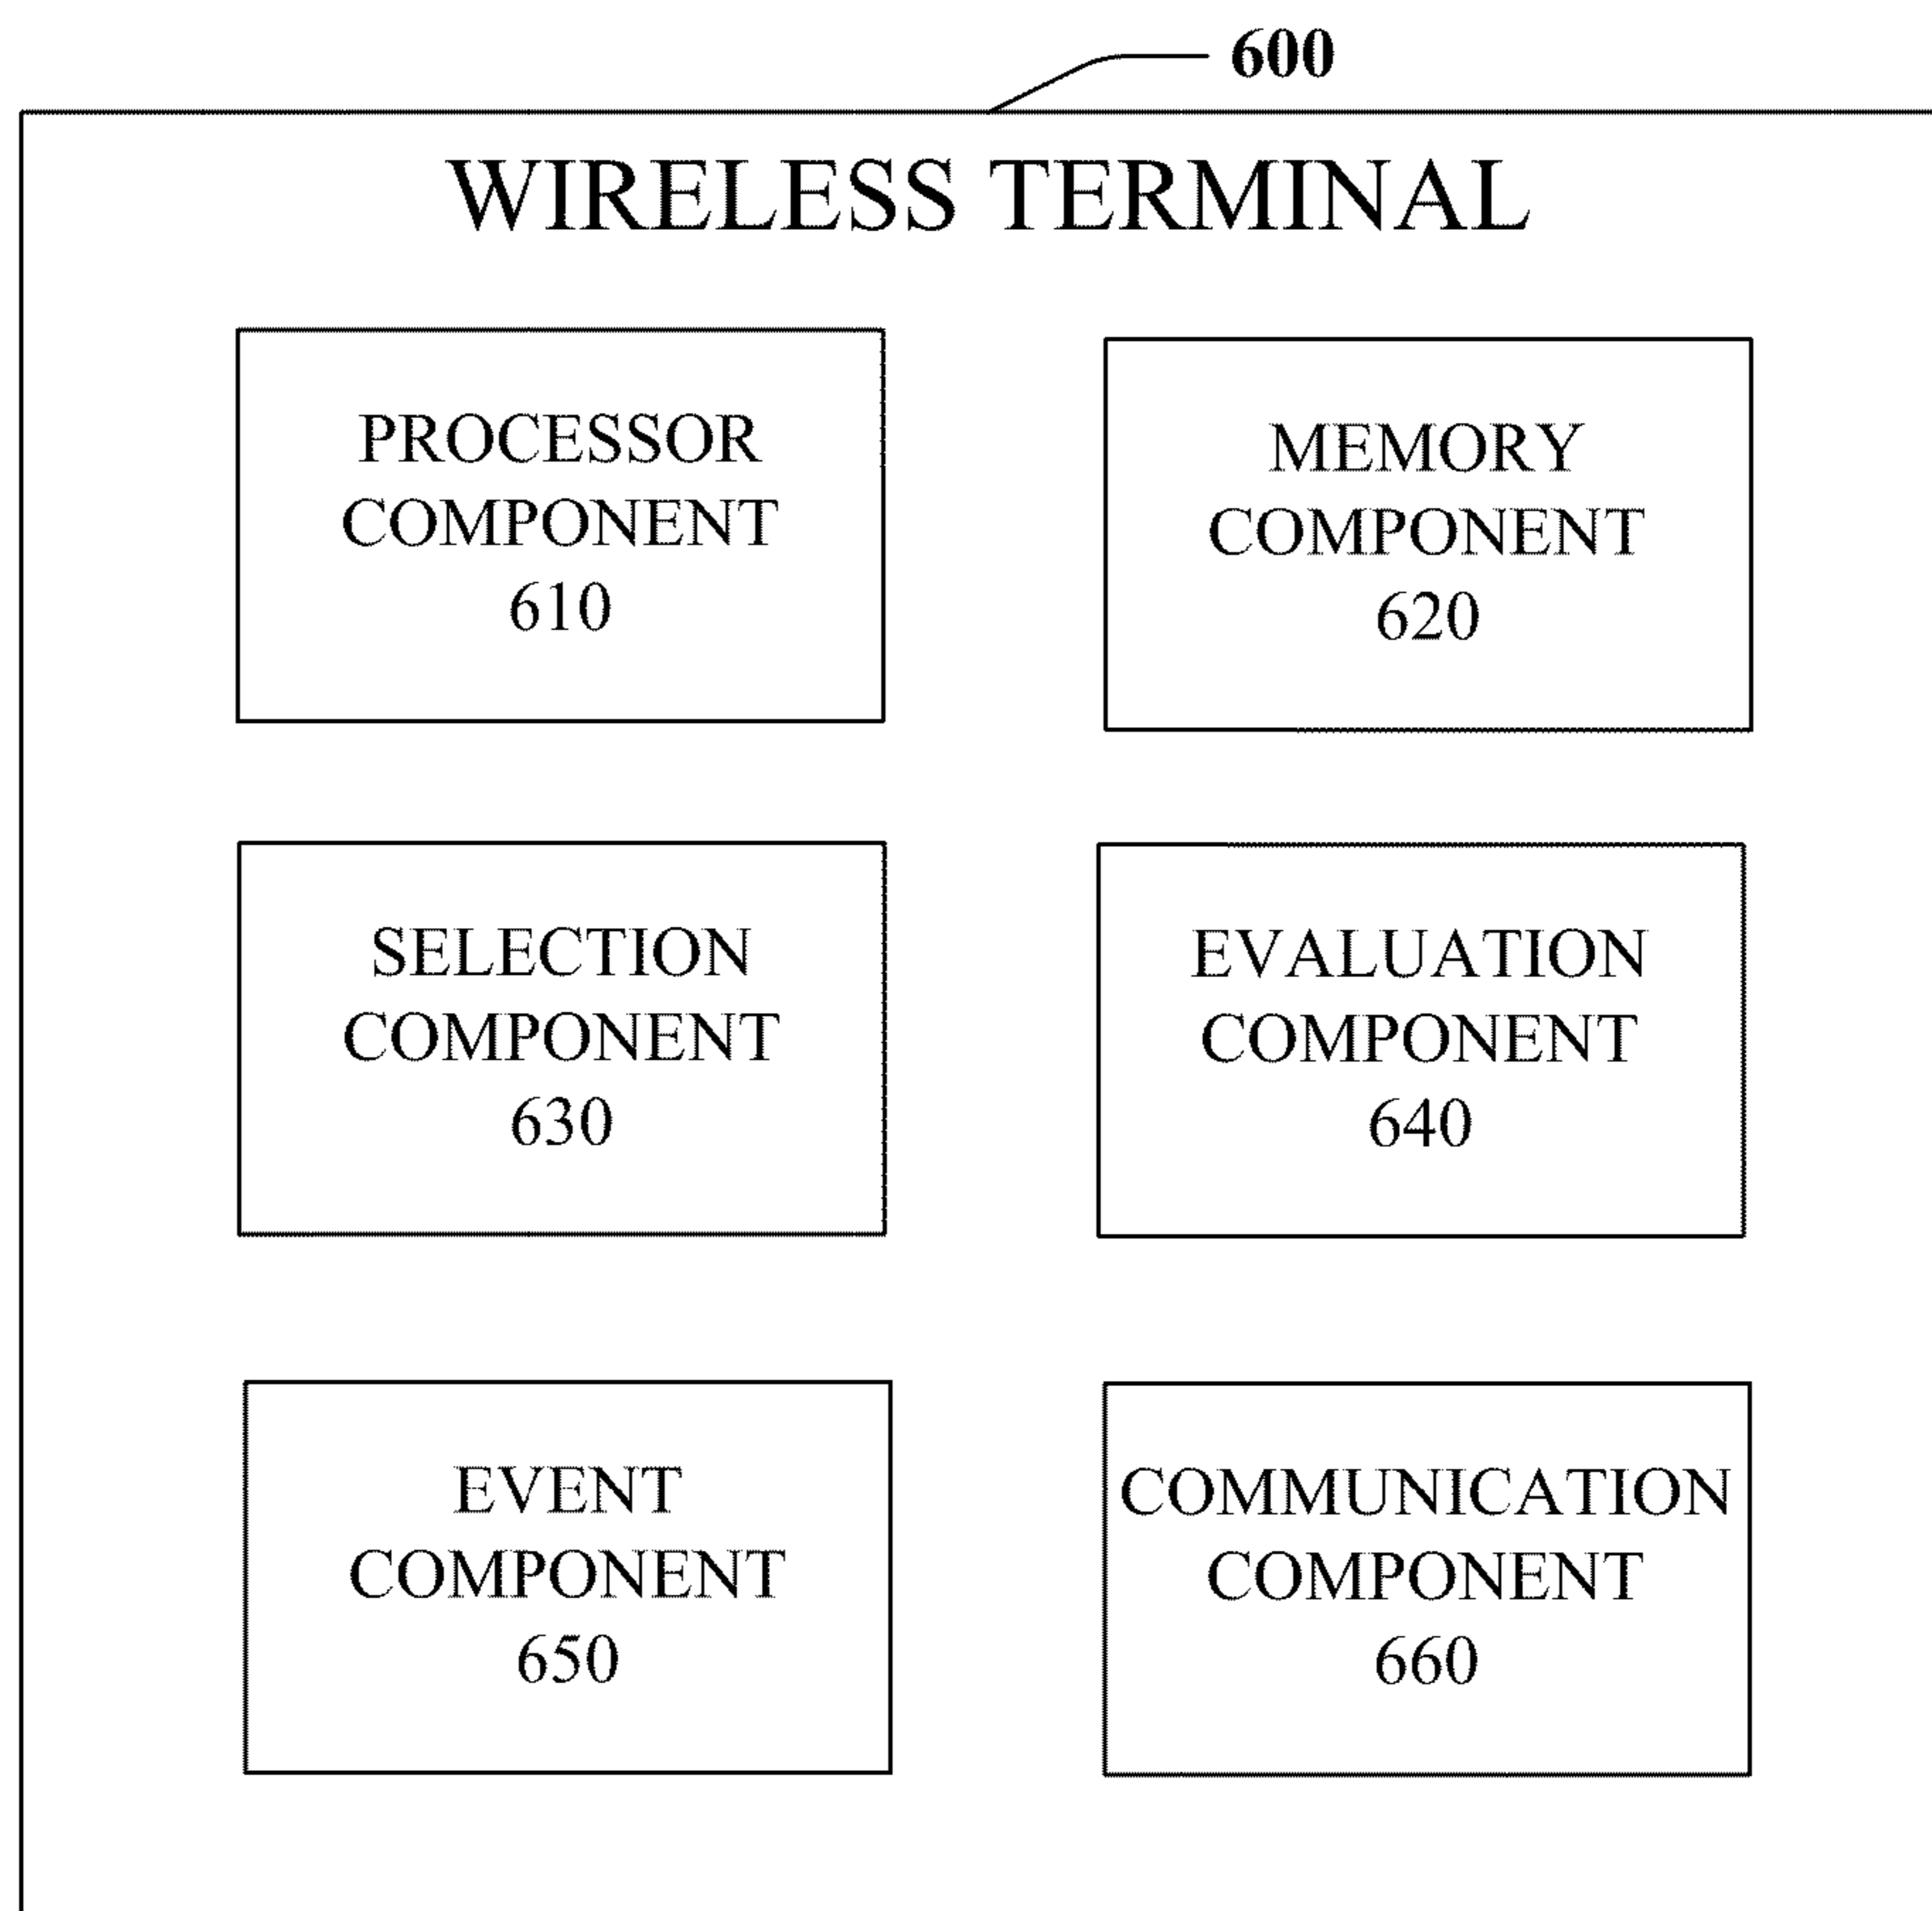 600
WIRELESS TERMINAL
PROCESSOR
COMPONENT
610
MEMORY
COMPONENT
620
SELECTION
COMPONENT
630
EVALUATION
COMPONENT
640
EVENT
COMPONENT
650
COMMUNICATION
COMPONENT
660